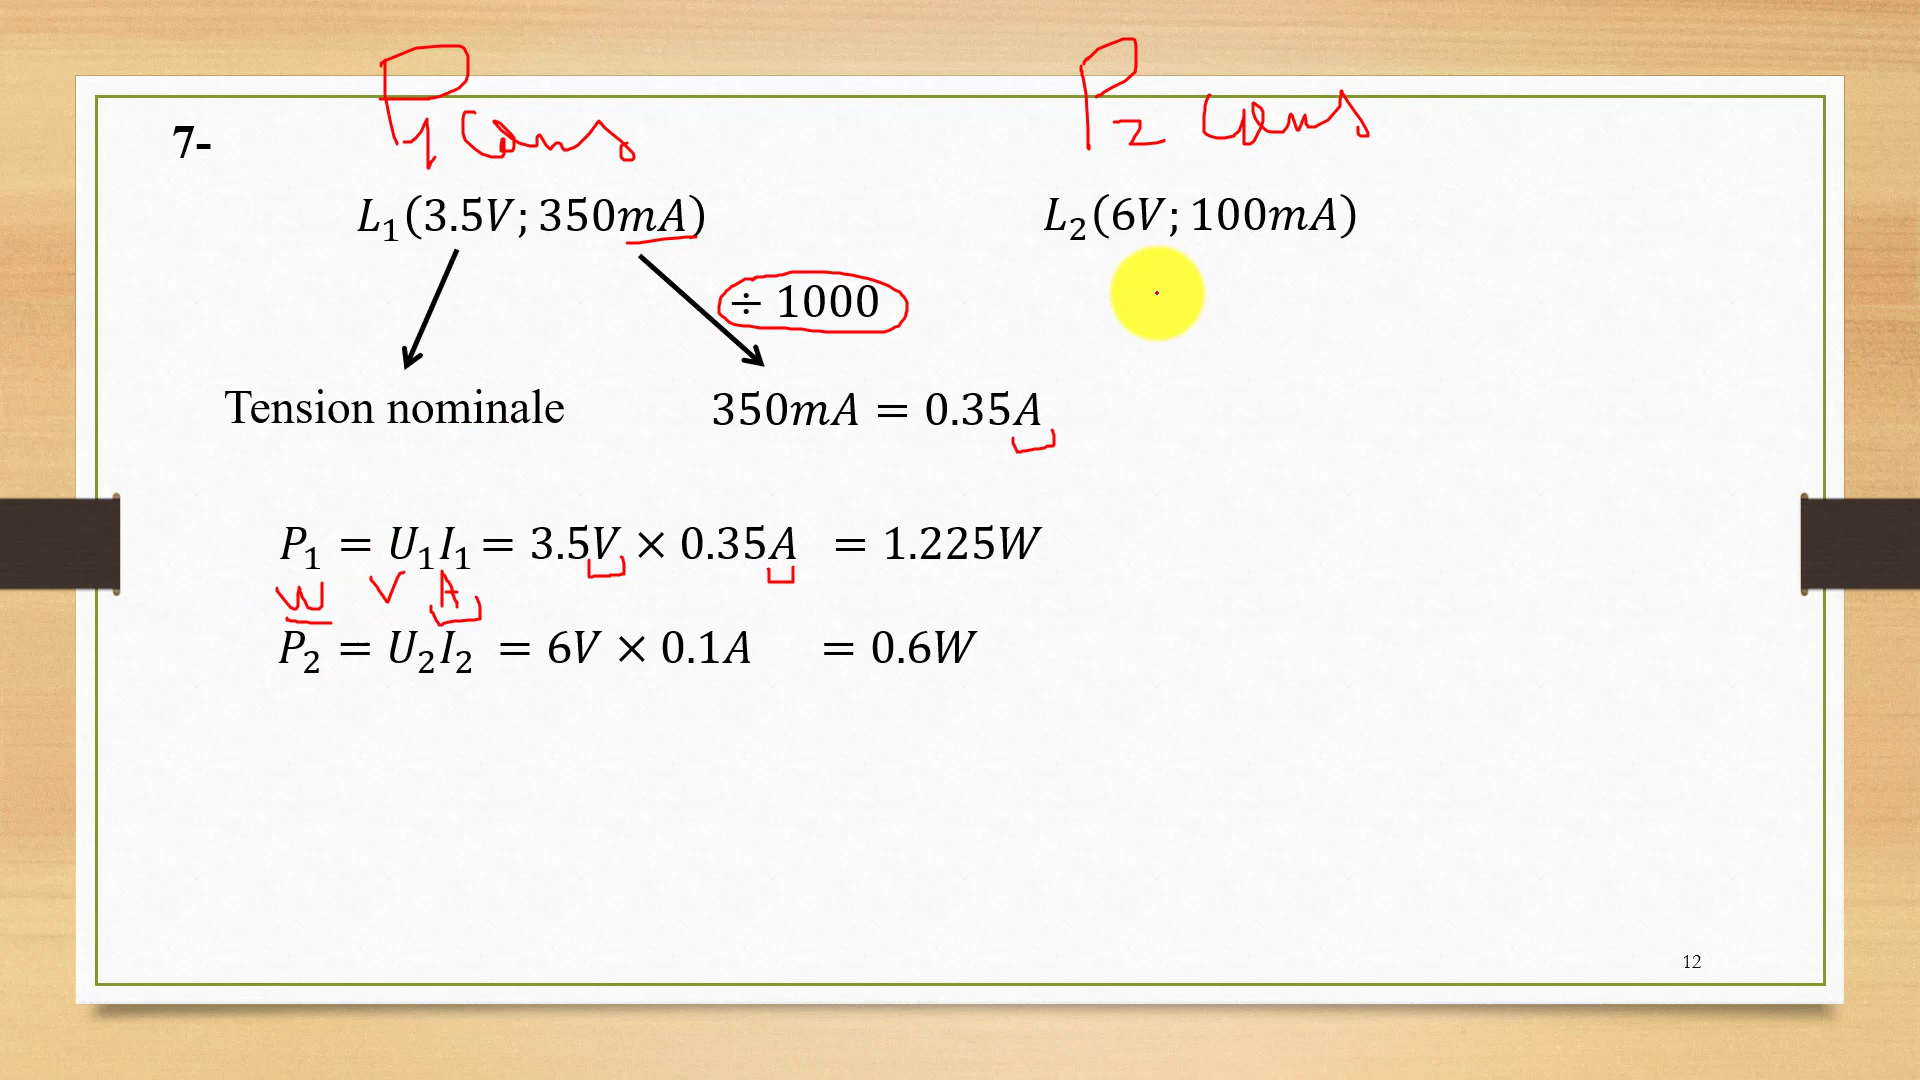 P1 cons P2 cons
7-
L₁(3.5V; 350mA) L₂(6V; 100mA)
÷ 1000
Tension nominale 350mA = 0.35A
P₁ = U₁I₁ = 3.5V × 0.35A = 1.225W
W V A
P₂ = U₂I₂ = 6V × 0.1A = 0.6W
12